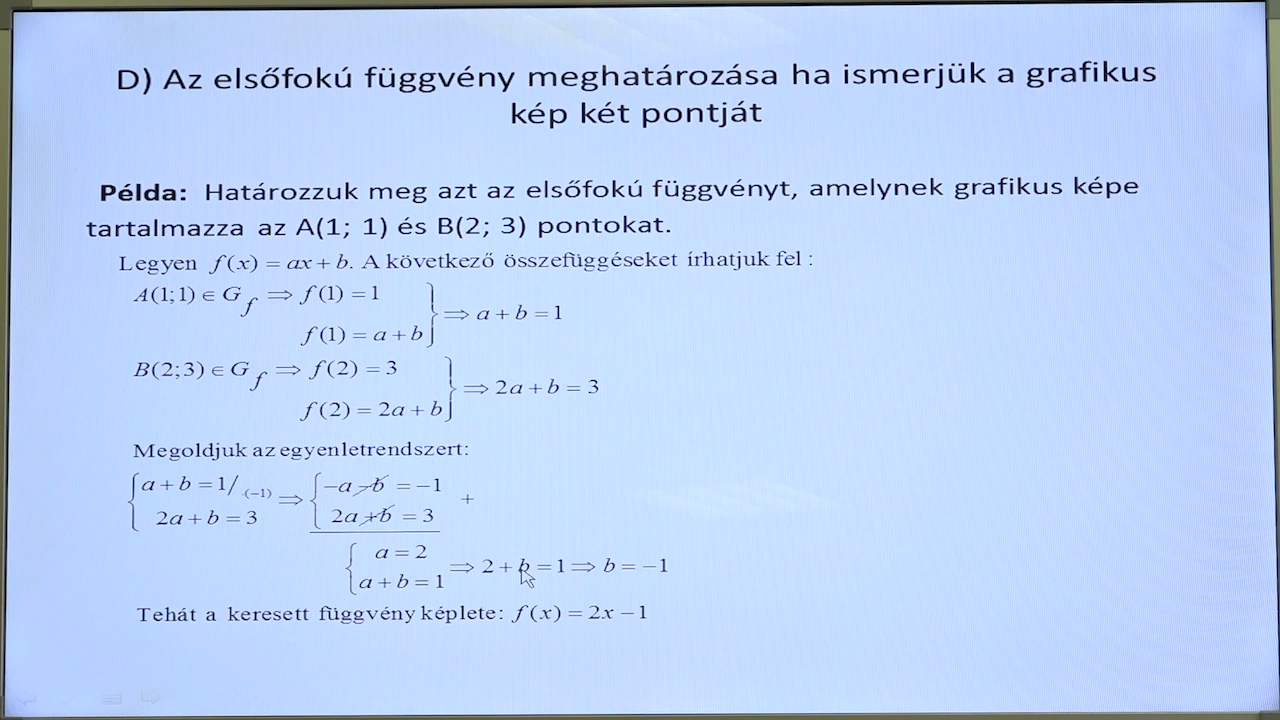 D) Az elsőfokú függvény meghatározása ha ismerjük a grafikus
kép két pontját
Példa: Határozzuk meg azt az elsőfokú függvényt, amelynek grafikus képe
tartalmazza az A(1; 1) és B(2; 3) pontokat.
Legyen f(x) = ax + b. A következő összefüggéseket írhatjuk fel :
A(1;1) ∈ G_f ⇒ f(1) = 1
f(1) = a + b } ⇒ a + b = 1
B(2;3) ∈ G_f ⇒ f(2) = 3
f(2) = 2a + b } ⇒ 2a + b = 3
Megoldjuk az egyenletrendszert:
{ a + b = 1/ ·(−1) ⇒ { −a − b = −1 +
2a + b = 3 2a + b = 3
{ a = 2
a + b = 1 ⇒ 2 + b = 1 ⇒ b = −1
Tehát a keresett függvény képlete: f(x) = 2x − 1